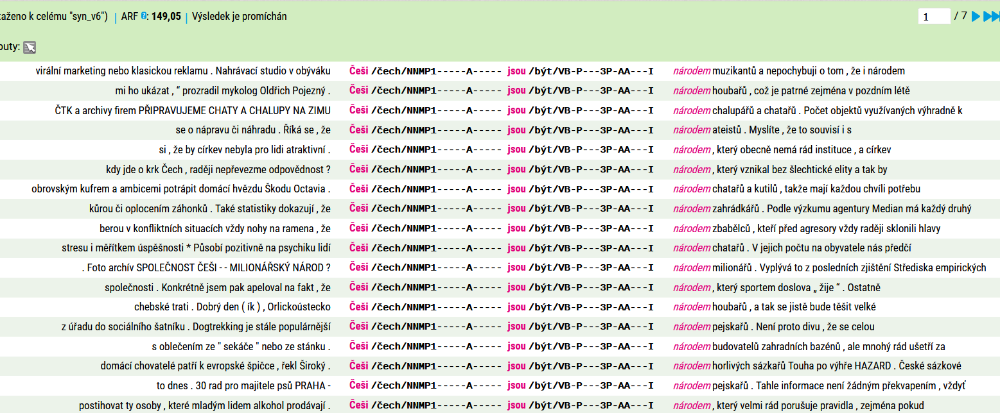 taženo k celému "syn_v6") | ARF ?: 149,05 | Výsledek je promíchán 1 / 7
outy:
virální marketing nebo klasickou reklamu . Nahrávací studio v obýváku Češi /čech/NNMP1-----A----- jsou /být/VB-P---3P-AA---I národem muzikantů a nepochybuji o tom , že i národem
mi ho ukázat , “ prozradil mykolog Oldřich Pojezný . Češi /čech/NNMP1-----A----- jsou /být/VB-P---3P-AA---I národem houbařů , což je patrné zejména v pozdním létě
ČTK a archivy firem PŘIPRAVUJEME CHATY A CHALUPY NA ZIMU Češi /čech/NNMP1-----A----- jsou /být/VB-P---3P-AA---I národem chalupářů a chatařů . Počet objektů využívaných výhradně k
se o nápravu či náhradu . Říká se , že Češi /čech/NNMP1-----A----- jsou /být/VB-P---3P-AA---I národem ateistů . Myslíte , že to souvisí i s
si , že by církev nebyla pro lidi atraktivní . Češi /čech/NNMP1-----A----- jsou /být/VB-P---3P-AA---I národem , který obecně nemá rád instituce , a církev
kdy jde o krk Čech , raději nepřevezme odpovědnost ? Češi /čech/NNMP1-----A----- jsou /být/VB-P---3P-AA---I národem , který vznikal bez šlechtické elity a tak by
obrovským kufrem a ambicemi potrápit domácí hvězdu Škodu Octavia . Češi /čech/NNMP1-----A----- jsou /být/VB-P---3P-AA---I národem chatařů a kutilů , takže mají každou chvíli potřebu
kůrou či oplocením záhonků . Také statistiky dokazují , že Češi /čech/NNMP1-----A----- jsou /být/VB-P---3P-AA---I národem zahrádkářů . Podle výzkumu agentury Median má každý druhý
berou v konfliktních situacích vždy nohy na ramena , že Češi /čech/NNMP1-----A----- jsou /být/VB-P---3P-AA---I národem zbabělců , kteří před agresory vždy raději sklonili hlavy
stresu i měřítkem úspěšnosti * Působí pozitivně na psychiku lidí Češi /čech/NNMP1-----A----- jsou /být/VB-P---3P-AA---I národem chatařů . V jejich počtu na obyvatele nás předčí
. Foto archív SPOLEČNOST ČEŠI - - MILIONÁŘSKÝ NÁROD ? Češi /čech/NNMP1-----A----- jsou /být/VB-P---3P-AA---I národem milionářů . Vyplývá to z posledních zjištění Střediska empirických
společnosti . Konkrétně jsem pak apeloval na fakt , že Češi /čech/NNMP1-----A----- jsou /být/VB-P---3P-AA---I národem , který sportem doslova „ žije “ . Ostatně
chebské trati . Dobrý den ( ík ) , Orlickoústecko Češi /čech/NNMP1-----A----- jsou /být/VB-P---3P-AA---I národem houbařů , a tak se jistě bude těšit velké
z úřadu do sociálního šatníku . Dogtrekking je stále populárnější Češi /čech/NNMP1-----A----- jsou /být/VB-P---3P-AA---I národem pejskařů . Není proto divu , že se celou
s oblečením ze " sekáče " nebo ze stánku . Češi /čech/NNMP1-----A----- jsou /být/VB-P---3P-AA---I národem budovatelů zahradních bazénů , ale mnohý rád ušetří za
domácí chovatelé patří k evropské špičce , řekl Široký . Češi /čech/NNMP1-----A----- jsou /být/VB-P---3P-AA---I národem horlivých sázkařů Touha po výhře HAZARD . České sázkové
to dnes . 30 rad pro majitele psů PRAHA - Češi /čech/NNMP1-----A----- jsou /být/VB-P---3P-AA---I národem pejskařů . Tahle informace není žádným překvapením , vždyť
postihovat ty osoby , které mladým lidem alkohol prodávají . Češi /čech/NNMP1-----A----- jsou /být/VB-P---3P-AA---I národem , který velmi rád porušuje pravidla , zejména pokud